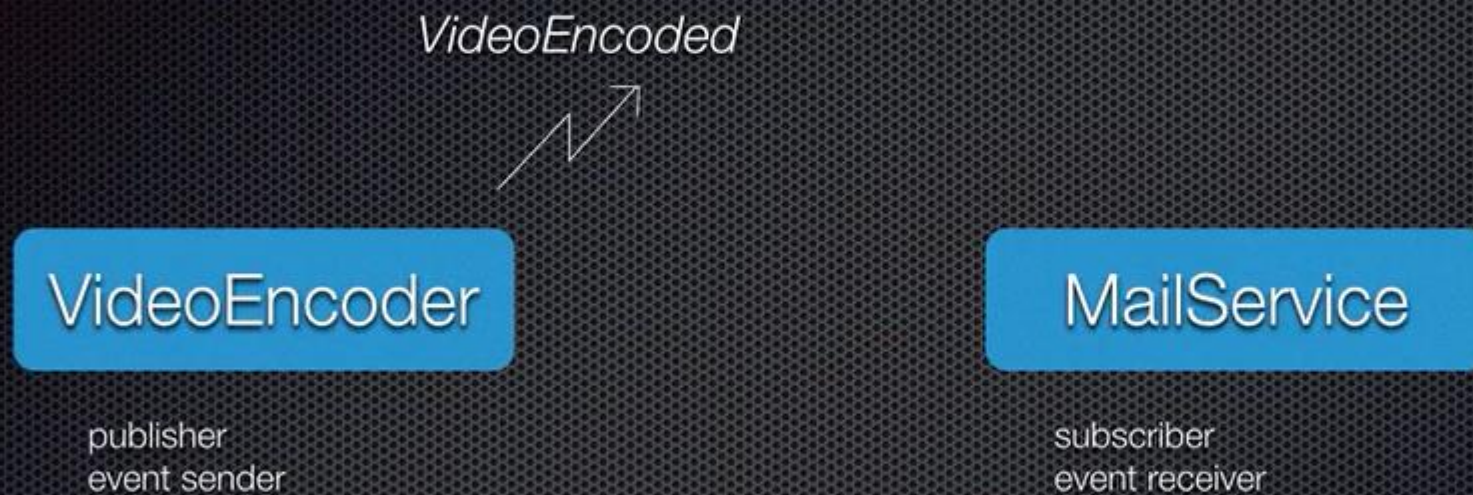 VideoEncoded
VideoEncoder
MailService
publisher
event sender
subscriber
event receiver